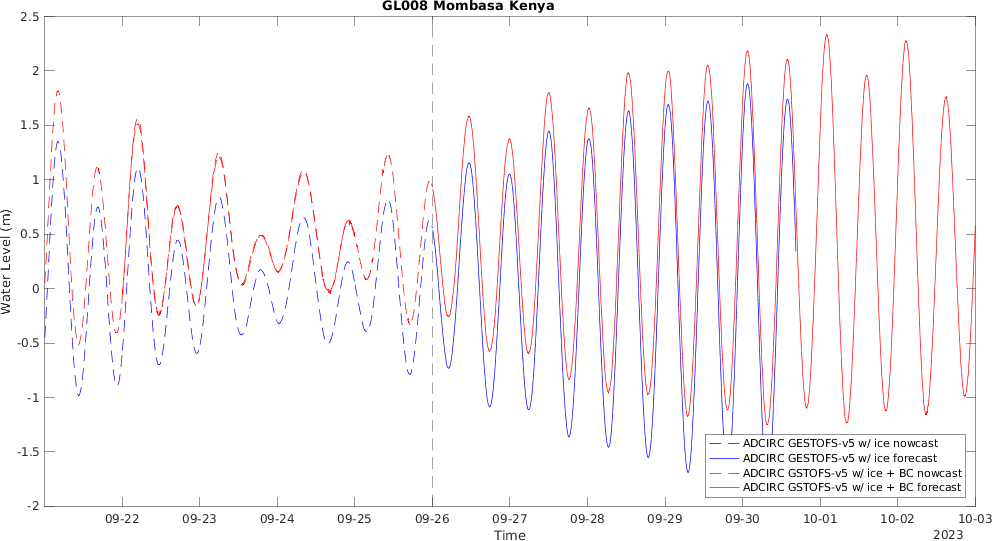 GL008 Mombasa Kenya
2.5
2
1.5
1
0.5
0
-0.5
-1
-1.5
-2
Water Level (m)
ADCIRC GESTOFS-v5 w/ ice nowcast
ADCIRC GESTOFS-v5 w/ ice forecast
ADCIRC GSTOFS-v5 w/ ice + BC nowcast
ADCIRC GSTOFS-v5 w/ ice + BC forecast
09-22 09-23 09-24 09-25 09-26 09-27 09-28 09-29 09-30 10-01 10-02 10-03
Time
2023